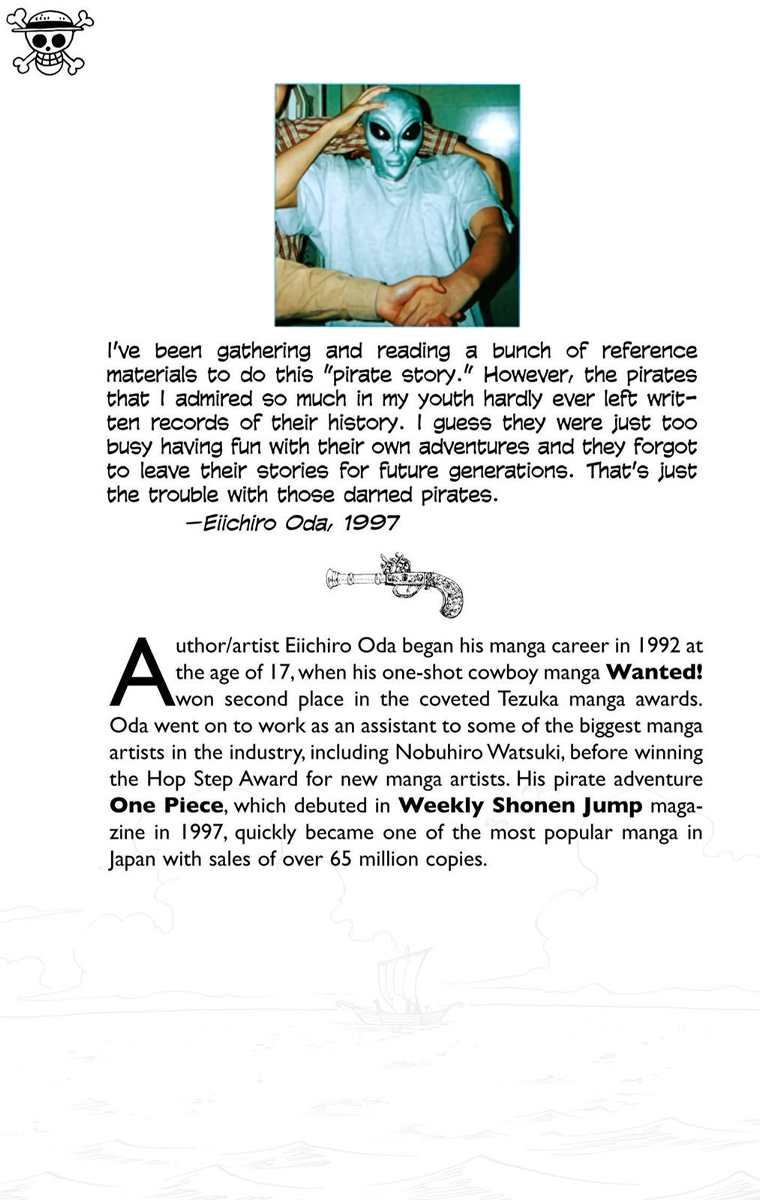 I've been gathering and reading a bunch of reference
materials to do this "pirate story." However, the pirates
that I admired so much in my youth hardly ever left writ-
ten records of their history. I guess they were just too
busy having fun with their own adventures and they forgot
to leave their stories for future generations. That's just
the trouble with those darned pirates.
—Eiichiro Oda, 1997
Author/artist Eiichiro Oda began his manga career in 1992 at
the age of 17, when his one-shot cowboy manga Wanted!
won second place in the coveted Tezuka manga awards.
Oda went on to work as an assistant to some of the biggest manga
artists in the industry, including Nobuhiro Watsuki, before winning
the Hop Step Award for new manga artists. His pirate adventure
One Piece, which debuted in Weekly Shonen Jump maga-
zine in 1997, quickly became one of the most popular manga in
Japan with sales of over 65 million copies.